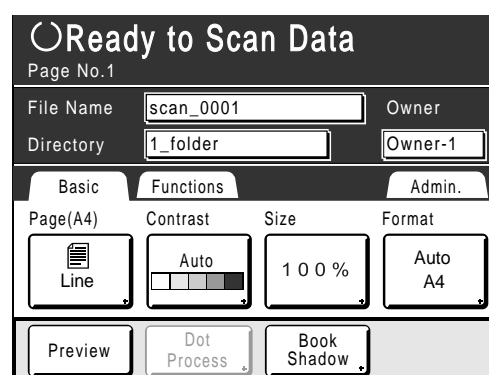 Ready to Scan Data
Page No.1
File Name scan_0001 Owner
Directory 1_folder Owner-1
Basic Functions Admin.
Page(A4) Contrast Size Format
Line Auto 100% Auto
A4
Preview Dot
Process Book
Shadow